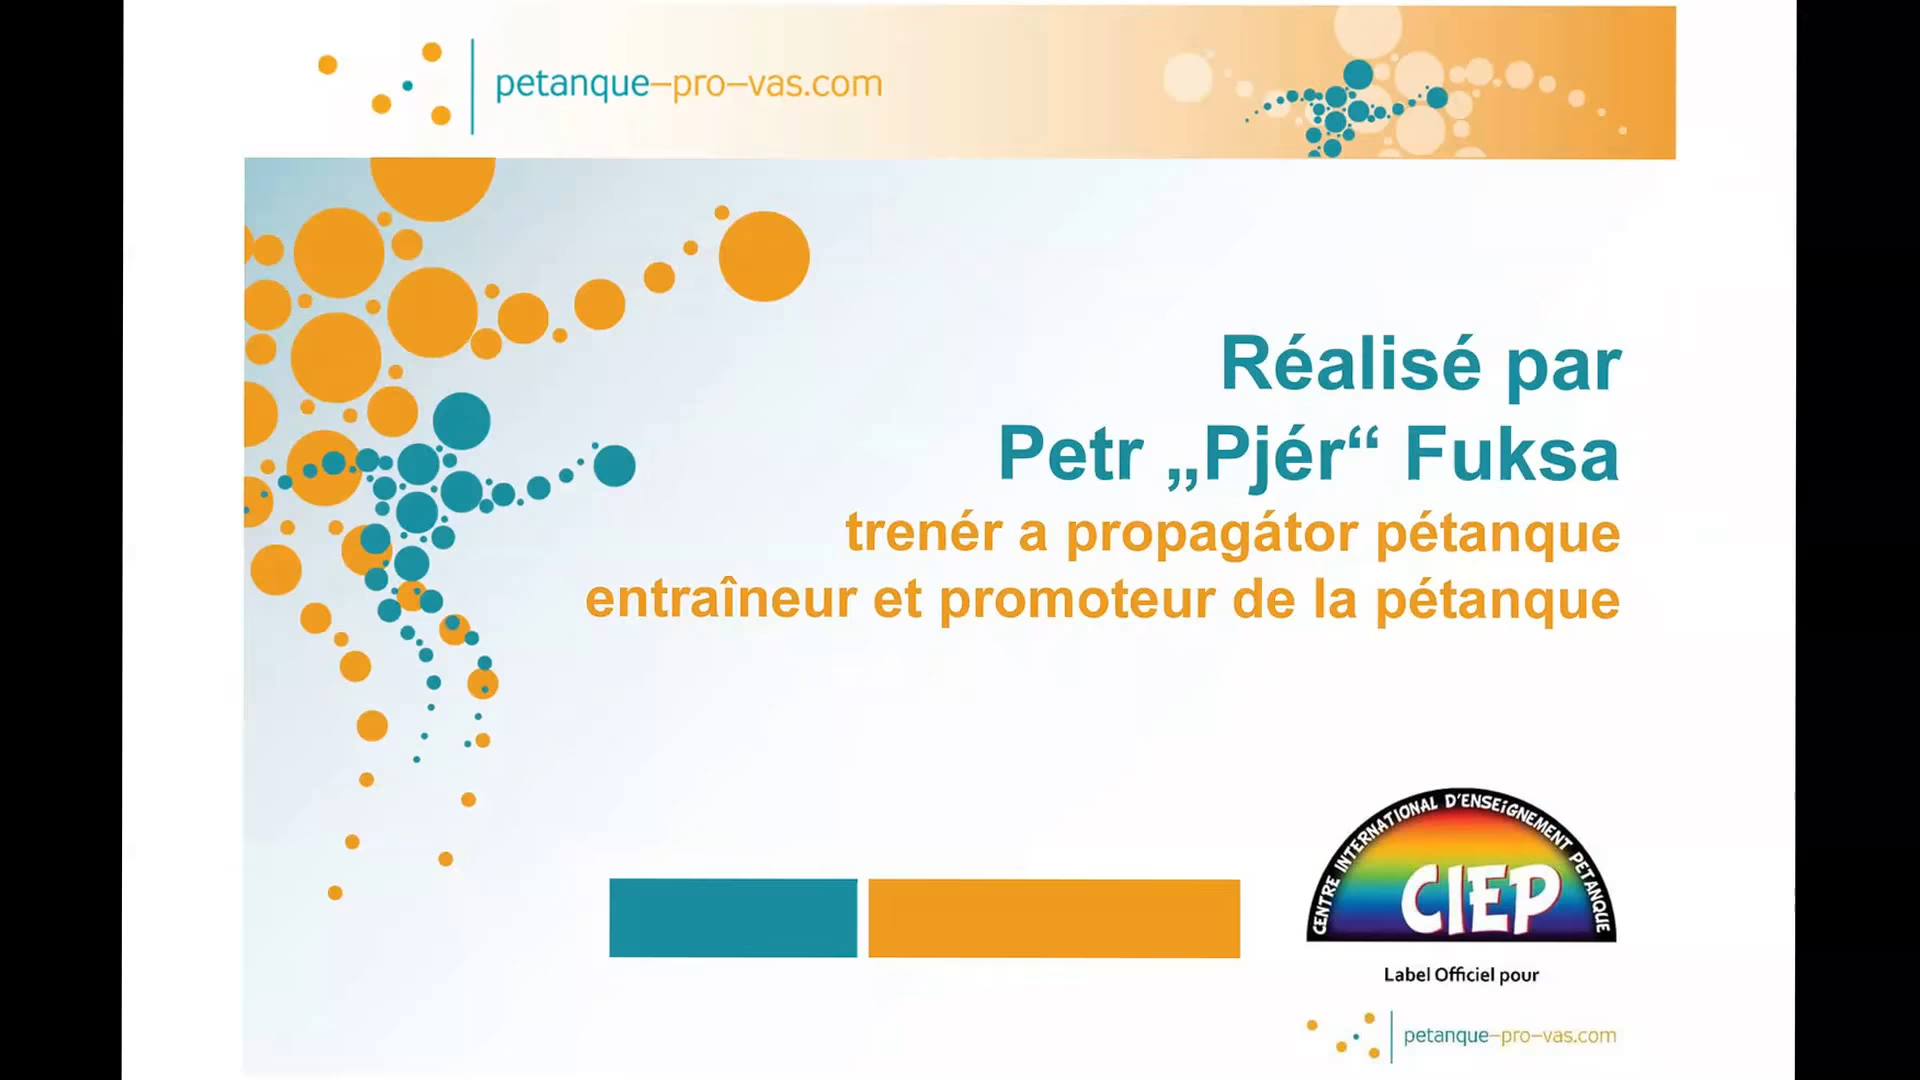 petanque–pro–vas.com
Réalisé par
Petr „Pjér“ Fuksa
trenér a propagátor pétanque
entraîneur et promoteur de la pétanque
CENTRE INTERNATIONAL D'ENSEIGNEMENT PETANQUE
CIEP
Label Officiel pour
petanque–pro–vas.com